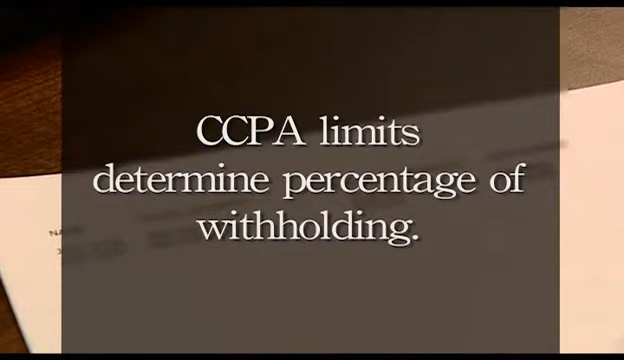 CCPA limits
determine percentage of
withholding.